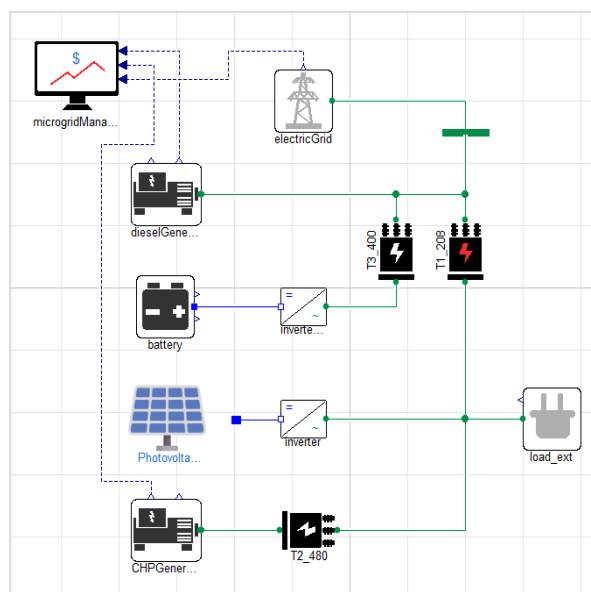 $
microgridMana...
electricGrid
dieselGene...
T3_400
T1_208
=
~
inverte...
battery
=
~
inverter
Photovolta...
load_ext
CHPGener...
T2_480